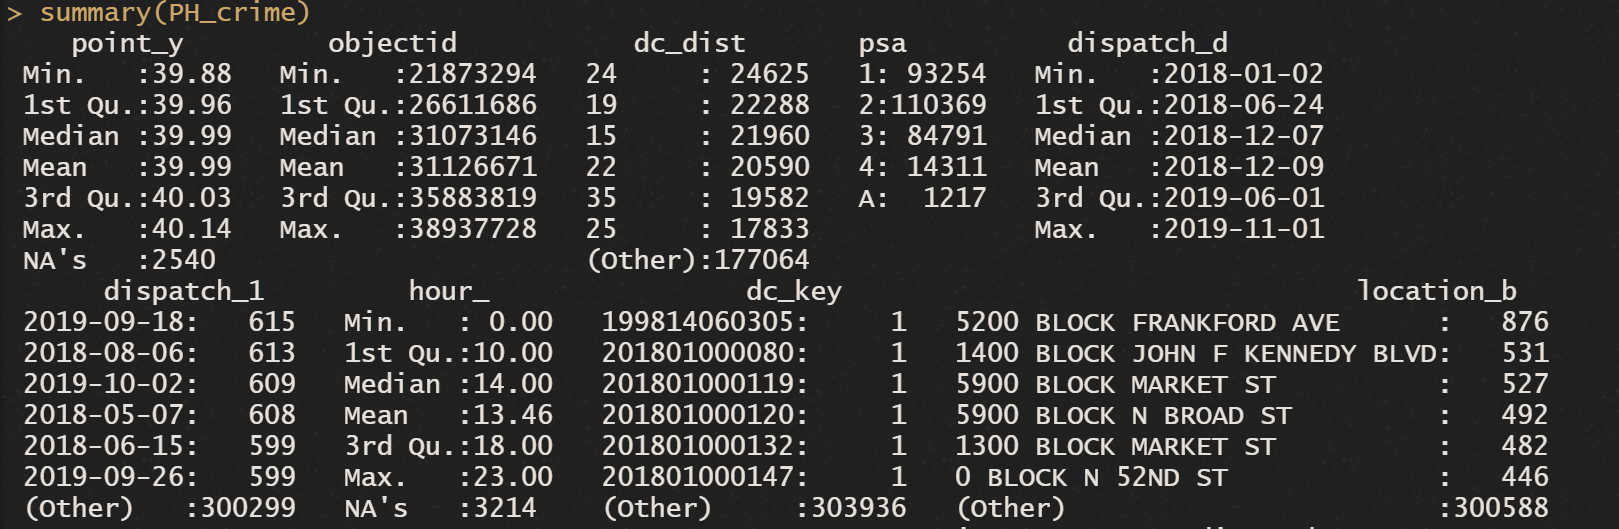 > summary(PH_crime)
point_y objectid dc_dist psa dispatch_d
Min. :39.88 Min. :21873294 24 : 24625 1: 93254 Min. :2018-01-02
1st Qu.:39.96 1st Qu.:26611686 19 : 22288 2:110369 1st Qu.:2018-06-24
Median :39.99 Median :31073146 15 : 21960 3: 84791 Median :2018-12-07
Mean :39.99 Mean :31126671 22 : 20590 4: 14311 Mean :2018-12-09
3rd Qu.:40.03 3rd Qu.:35883819 35 : 19582 A: 1217 3rd Qu.:2019-06-01
Max. :40.14 Max. :38937728 25 : 17833 Max. :2019-11-01
NA's :2540 (Other):177064
dispatch_1 hour_ dc_key location_b
2019-09-18: 615 Min. : 0.00 199814060305: 1 5200 BLOCK FRANKFORD AVE : 876
2018-08-06: 613 1st Qu.:10.00 201801000080: 1 1400 BLOCK JOHN F KENNEDY BLVD: 531
2019-10-02: 609 Median :14.00 201801000119: 1 5900 BLOCK MARKET ST : 527
2018-05-07: 608 Mean :13.46 201801000120: 1 5900 BLOCK N BROAD ST : 492
2018-06-15: 599 3rd Qu.:18.00 201801000132: 1 1300 BLOCK MARKET ST : 482
2019-09-26: 599 Max. :23.00 201801000147: 1 0 BLOCK N 52ND ST : 446
(Other) :300299 NA's :3214 (Other) :303936 (Other) :300588